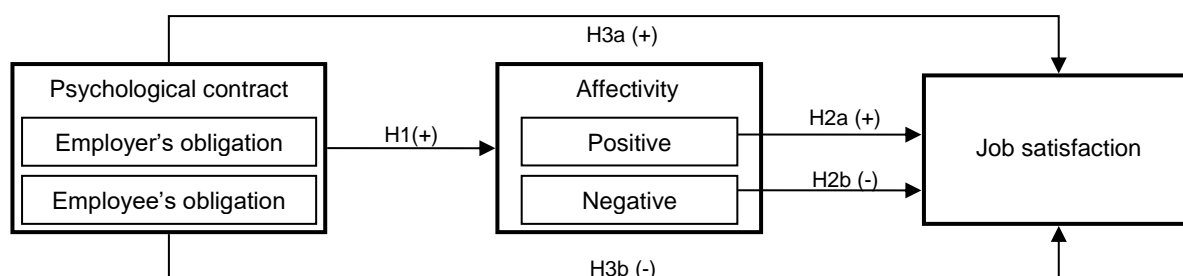 H3a (+)
Psychological contract
Employer's obligation
Employee's obligation
H1(+)
Affectivity
Positive
Negative
H2a (+)
H2b (-)
Job satisfaction
H3b (-)